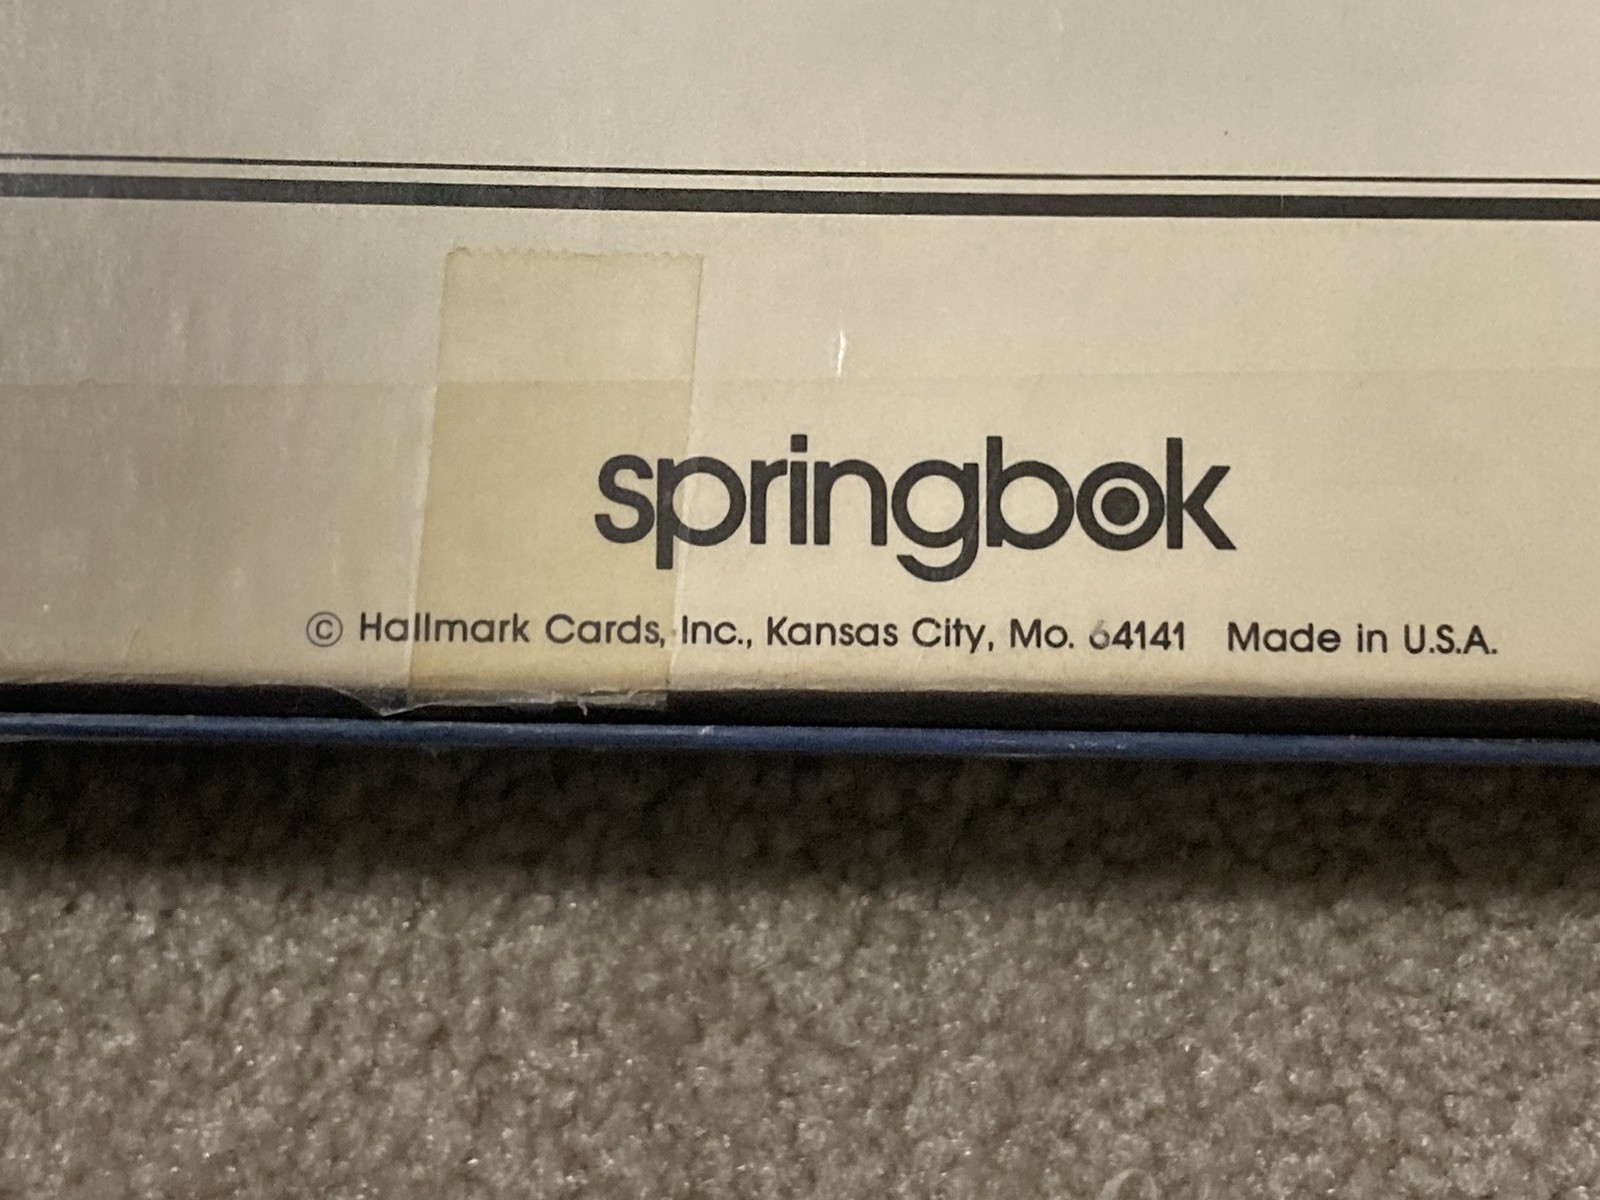 springbok
© Hallmark Cards, Inc., Kansas City, Mo. 64141 Made in U.S.A.